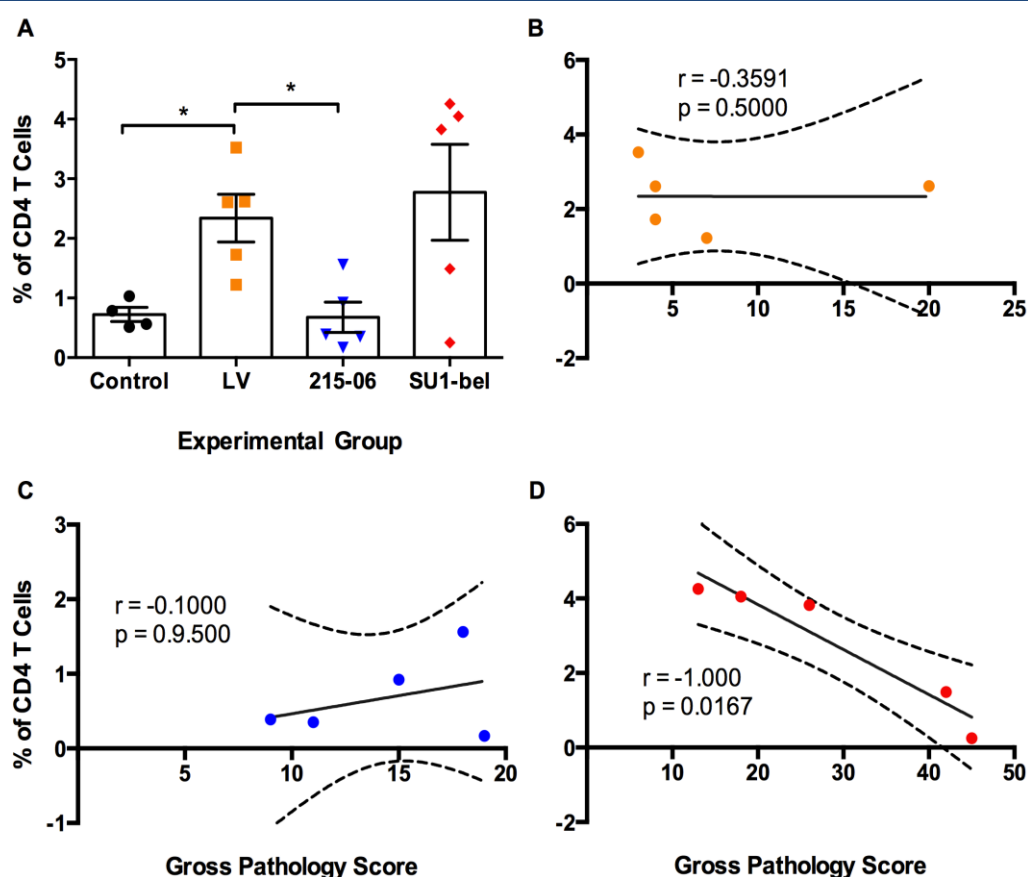 A
% of CD4 T Cells
5
4
3
2
1
0
*
*
Control LV 215-06 SU1-bel
Experimental Group
B
6
4
2
0
-2
r = -0.3591
p = 0.5000
5 10 15 20 25
C
% of CD4 T Cells
3
2
1
0
-1
r = -0.1000
p = 0.9.500
5 10 15 20
Gross Pathology Score
D
6
4
2
0
-2
r = -1.000
p = 0.0167
10 20 30 40 50
Gross Pathology Score